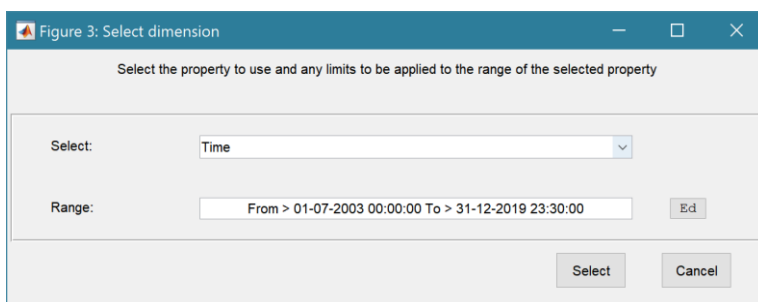 Figure 3: Select dimension
Select the property to use and any limits to be applied to the range of the selected property
Select:
Time
Range:
From > 01-07-2003 00:00:00 To > 31-12-2019 23:30:00
Ed
Select
Cancel